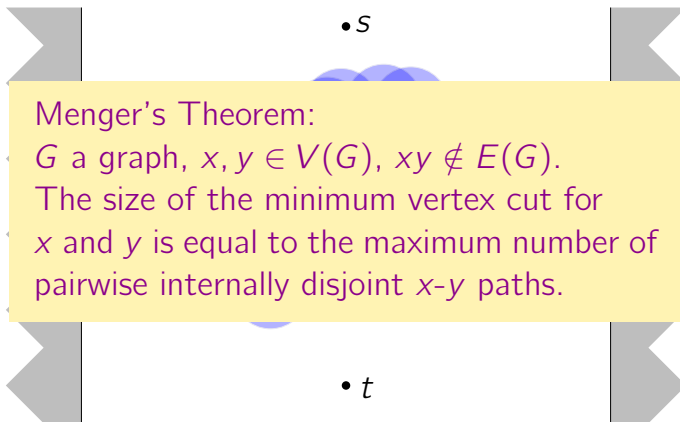 s
Menger's Theorem:
G a graph, x, y ∈ V(G), xy ∉ E(G).
The size of the minimum vertex cut for
x and y is equal to the maximum number of
pairwise internally disjoint x-y paths.
t